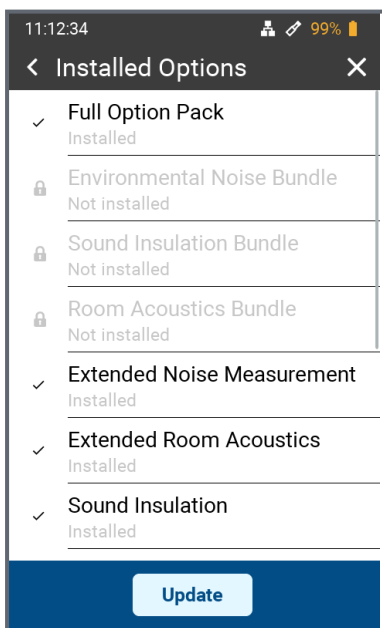 11:12:34 99%
Installed Options
Full Option Pack
Installed
Environmental Noise Bundle
Not installed
Sound Insulation Bundle
Not installed
Room Acoustics Bundle
Not installed
Extended Noise Measurement
Installed
Extended Room Acoustics
Installed
Sound Insulation
Installed
Update